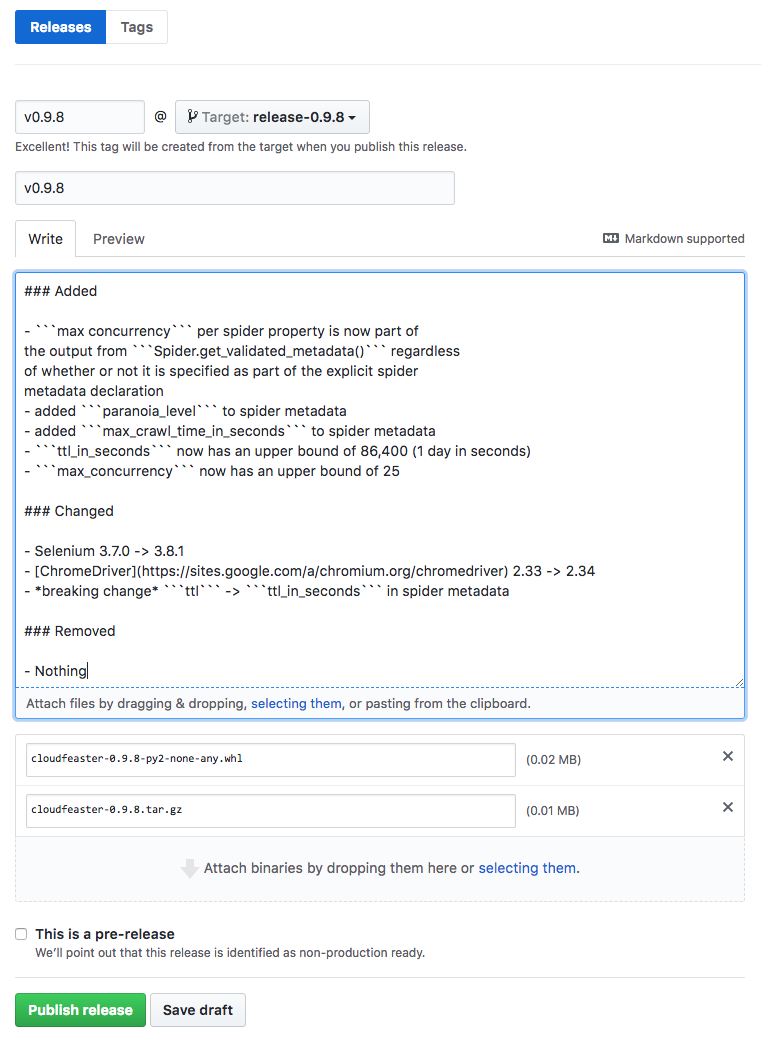 Releases Tags
v0.9.8 @ Target: release-0.9.8
Excellent! This tag will be created from the target when you publish this release.
v0.9.8
Write Preview Markdown supported
### Added
- ```max concurrency``` per spider property is now part of
the output from ```Spider.get_validated_metadata()``` regardless
of whether or not it is specified as part of the explicit spider
metadata declaration
- added ```paranoia_level``` to spider metadata
- added ```max_crawl_time_in_seconds``` to spider metadata
- ```ttl_in_seconds``` now has an upper bound of 86,400 (1 day in seconds)
- ```max_concurrency``` now has an upper bound of 25
### Changed
- Selenium 3.7.0 -> 3.8.1
- [ChromeDriver](https://sites.google.com/a/chromium.org/chromedriver) 2.33 -> 2.34
- *breaking change* ```ttl``` -> ```ttl_in_seconds``` in spider metadata
### Removed
- Nothing
Attach files by dragging & dropping, selecting them, or pasting from the clipboard.
cloudfeaster-0.9.8-py2-none-any.whl (0.02 MB)
cloudfeaster-0.9.8.tar.gz (0.01 MB)
Attach binaries by dropping them here or selecting them.
This is a pre-release
We’ll point out that this release is identified as non-production ready.
Publish release Save draft